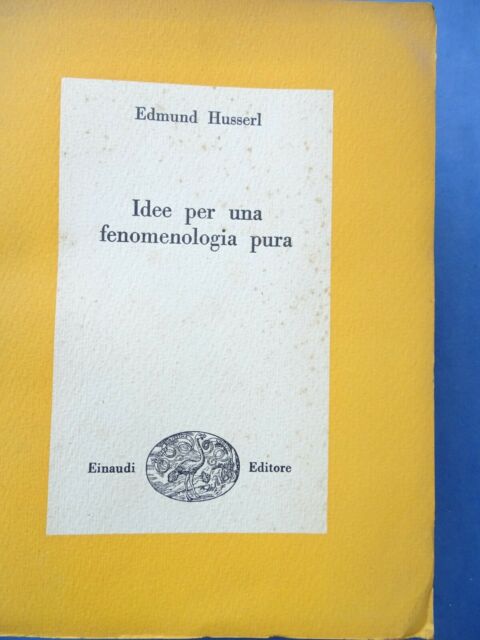 Edmund Husserl
Idee per una
fenomenologia pura
Einaudi Editore